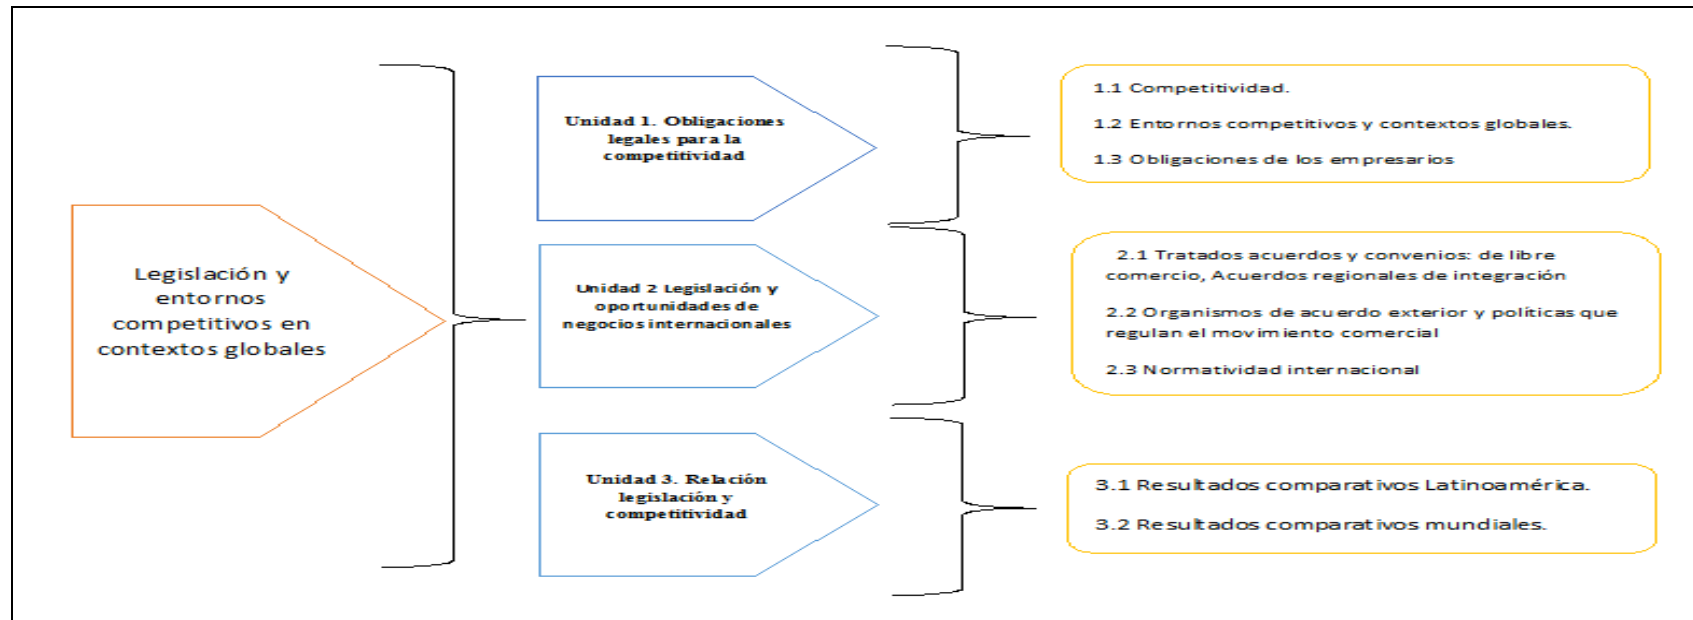 Legislación y
entornos
competitivos en
contextos globales
Unidad 1. Obligaciones
legales para la
competitividad
1.1 Competitividad.
1.2 Entornos competitivos y contextos globales.
1.3 Obligaciones de los empresarios
Unidad 2 Legislación y
oportunidades de
negocios internacionales
2.1 Tratados acuerdos y convenios: de libre
comercio, Acuerdos regionales de integración
2.2 Organismos de acuerdo exterior y políticas que
regulan el movimiento comercial
2.3 Normatividad internacional
Unidad 3. Relación
legislación y
competitividad
3.1 Resultados comparativos Latinoamérica.
3.2 Resultados comparativos mundiales.